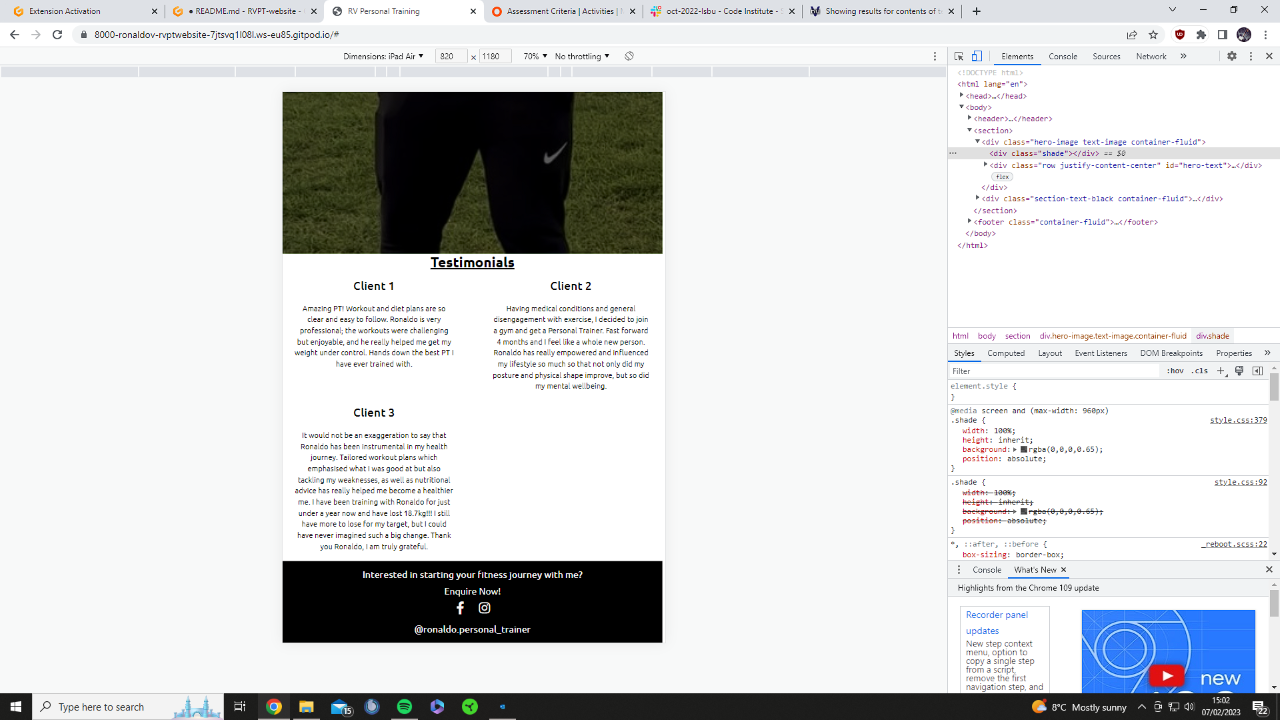 Extension Activation
● README.md - RVPT-website - G
RV Personal Training
Assessment Criteria | Activities |
oct-2022-lsbu - Code Institute - S
Showing results for contents of s
8000-ronaldov-rvptwebsite-7jtsvq1l08l.ws-eu85.gitpod.io/#
Dimensions: iPad Air ▼ 820 x 1180 70% ▼ No throttling ▼
Elements Console Sources Network »
<!DOCTYPE html>
<html lang="en">
<head>…</head>
<body>
<header>…</header>
<section>
<div class="hero-image text-image container-fluid">
<div class="shade"></div> == $0
<div class="row justify-content-center" id="hero-text">…</div>
flex
</div>
<div class="section-text-black container-fluid">…</div>
</section>
<footer class="container-fluid">…</footer>
</body>
</html>
html body section div.hero-image.text-image.container-fluid div.shade
Styles Computed Layout Event Listeners DOM Breakpoints Properties »
Filter :hov .cls
element.style {
}
@media screen and (max-width: 960px)
.shade { style.css:379
width: 100%;
height: inherit;
background: rgba(0,0,0,0.65);
position: absolute;
}
.shade { style.css:92
width: 100%;
height: inherit;
background: rgba(0,0,0,0.65);
position: absolute;
}
*, ::after, ::before { _reboot.scss:22
box-sizing: border-box;
Console What's New
Highlights from the Chrome 109 update
Recorder panel
updates
New step context
menu, option to
copy a single step
from a script,
remove the first
navigation step, and
new
Testimonials
Client 1
Amazing PT! Workout and diet plans are so
clear and easy to follow. Ronaldo is very
professional; the workouts were challenging
but enjoyable, and he really helped me get my
weight under control. Hands down the best PT I
have ever trained with.
Client 2
Having medical conditions and general
disengagement with exercise, I decided to join
a gym and get a Personal Trainer. Fast forward
4 months and I feel like a whole new person.
Ronaldo has really empowered and influenced
my lifestyle so much so that not only did my
posture and physical shape improve, but so did
my mental wellbeing.
Client 3
It would not be an exaggeration to say that
Ronaldo has been instrumental in my health
journey. Tailored workout plans which
emphasised what I was good at but also
tackling my weaknesses, as well as nutritional
advice has really helped me become a healthier
me. I have been training with Ronaldo for just
under a year now and have lost 18.7kg!!! I still
have more to lose for my target, but I could
have never imagined such a big change. Thank
you Ronaldo, I am truly grateful.
Interested in starting your fitness journey with me?
Enquire Now!
@ronaldo.personal_trainer
Type here to search
15
8°C Mostly sunny
15:02
07/02/2023
22